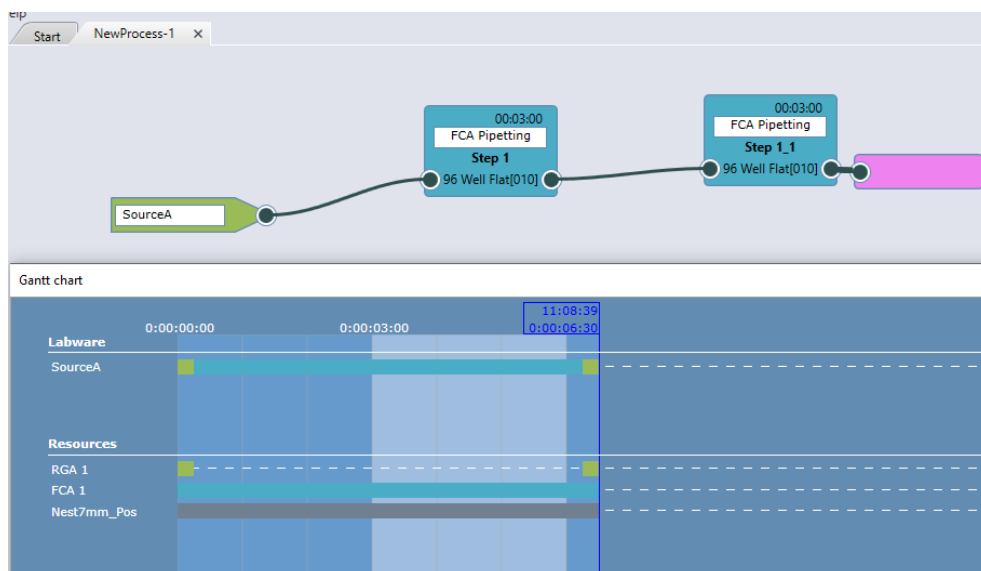 elp
Start
NewProcess-1 ×
00:03:00
FCA Pipetting
Step 1
96 Well Flat[010]
00:03:00
FCA Pipetting
Step 1_1
96 Well Flat[010]
SourceA
Gantt chart
11:08:39
0:00:00:00 0:00:03:00 0:00:06:30
Labware
SourceA
Resources
RGA 1
FCA 1
Nest7mm_Pos